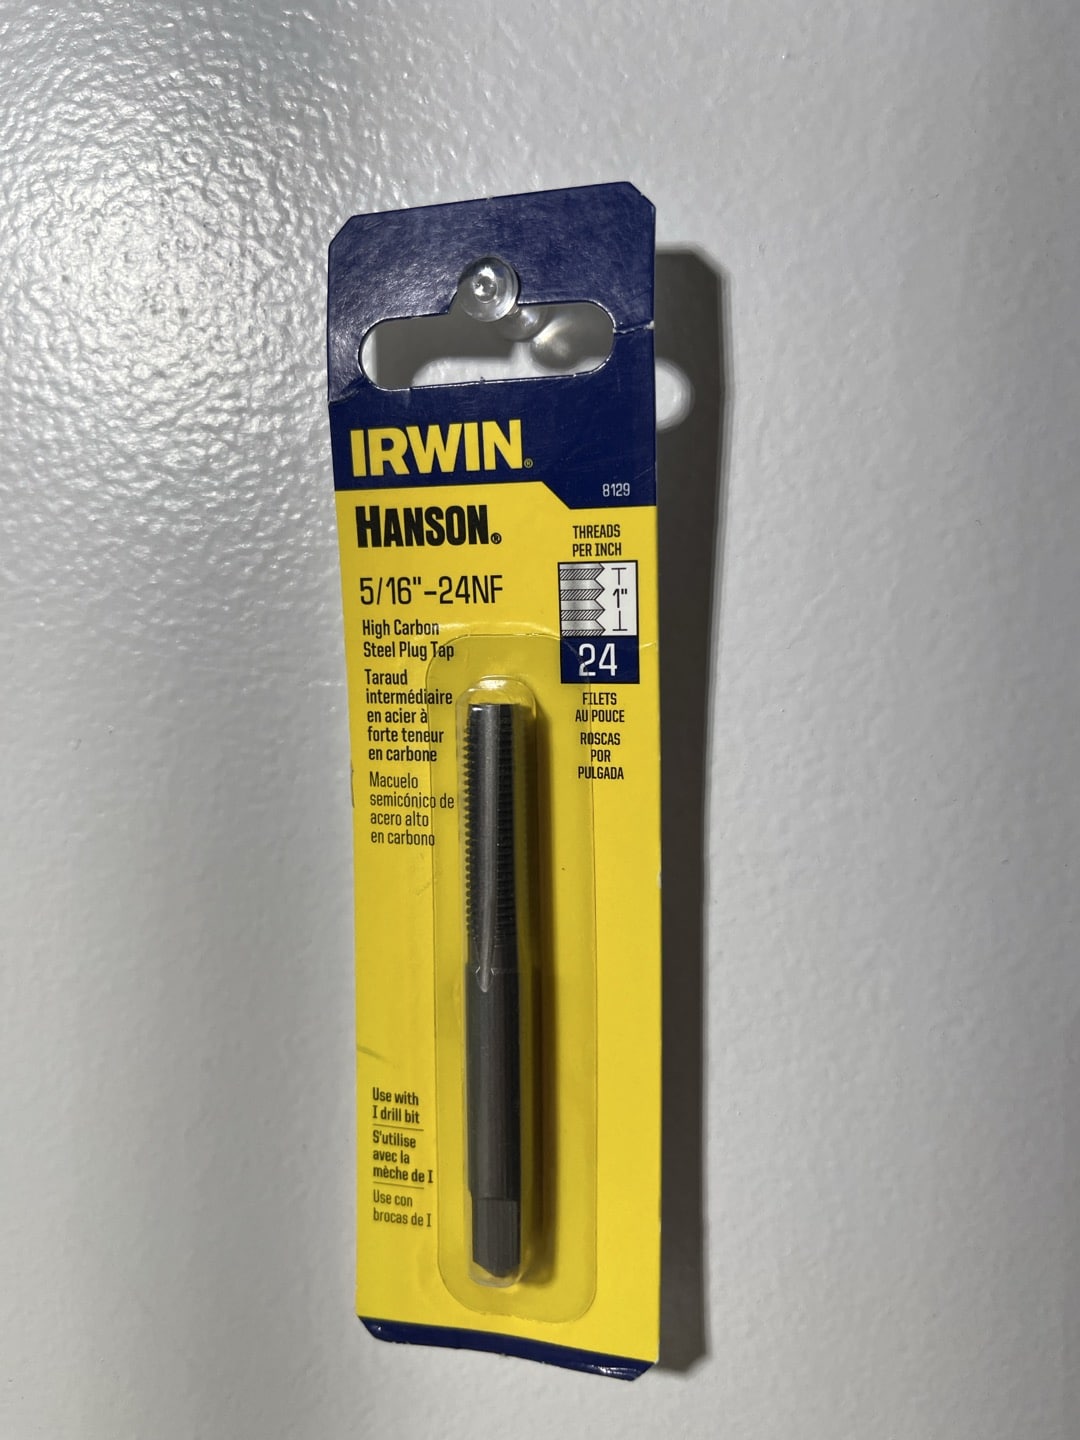 IRWIN®
8129
HANSON®
5/16"-24NF
High Carbon
Steel Plug Tap
Taraud
intermédiaire
en acier à
forte teneur
en carbone
Macuelo
semicónico de
acero alto
en carbono
THREADS
PER INCH
1"
24
FILETS
AU POUCE
ROSCAS
POR
PULGADA
Use with
I drill bit
S'utilise
avec la
mèche de I
Use con
brocas de I